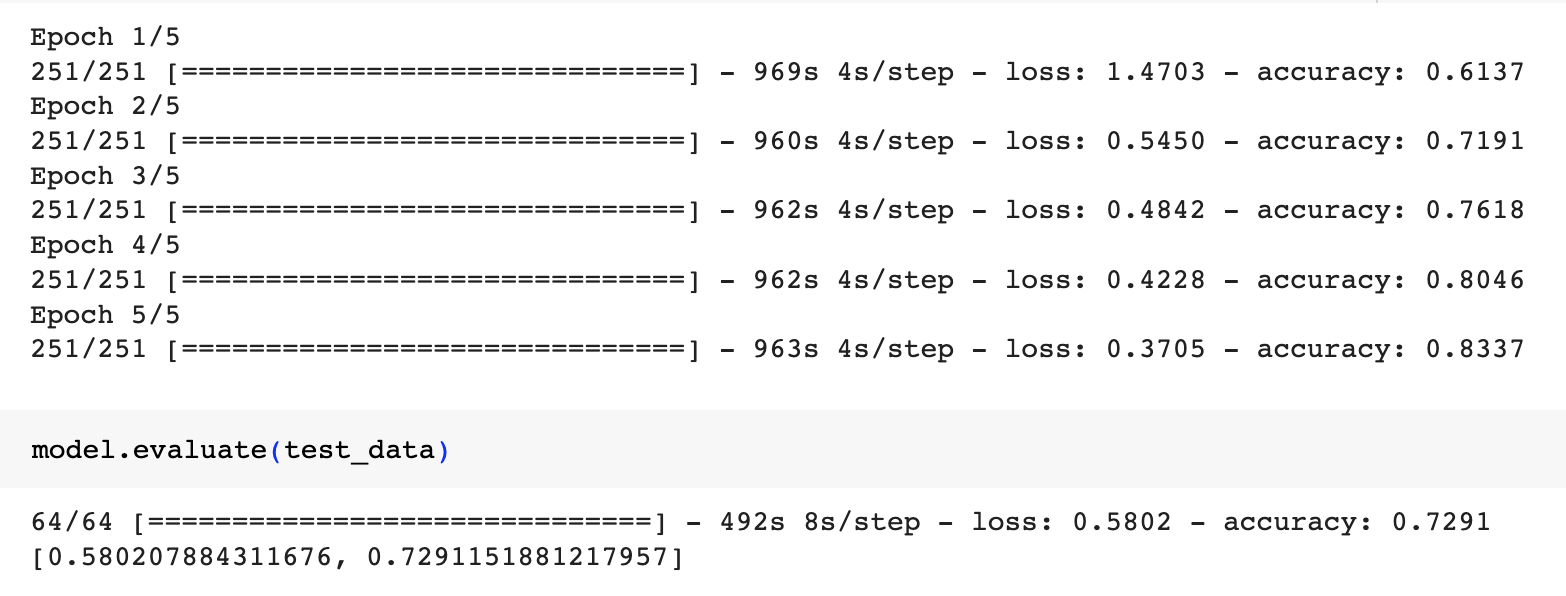 Epoch 1/5
251/251 [==============================] - 969s 4s/step - loss: 1.4703 - accuracy: 0.6137
Epoch 2/5
251/251 [==============================] - 960s 4s/step - loss: 0.5450 - accuracy: 0.7191
Epoch 3/5
251/251 [==============================] - 962s 4s/step - loss: 0.4842 - accuracy: 0.7618
Epoch 4/5
251/251 [==============================] - 962s 4s/step - loss: 0.4228 - accuracy: 0.8046
Epoch 5/5
251/251 [==============================] - 963s 4s/step - loss: 0.3705 - accuracy: 0.8337
model.evaluate(test_data)
64/64 [==============================] - 492s 8s/step - loss: 0.5802 - accuracy: 0.7291
[0.580207884311676, 0.7291151881217957]